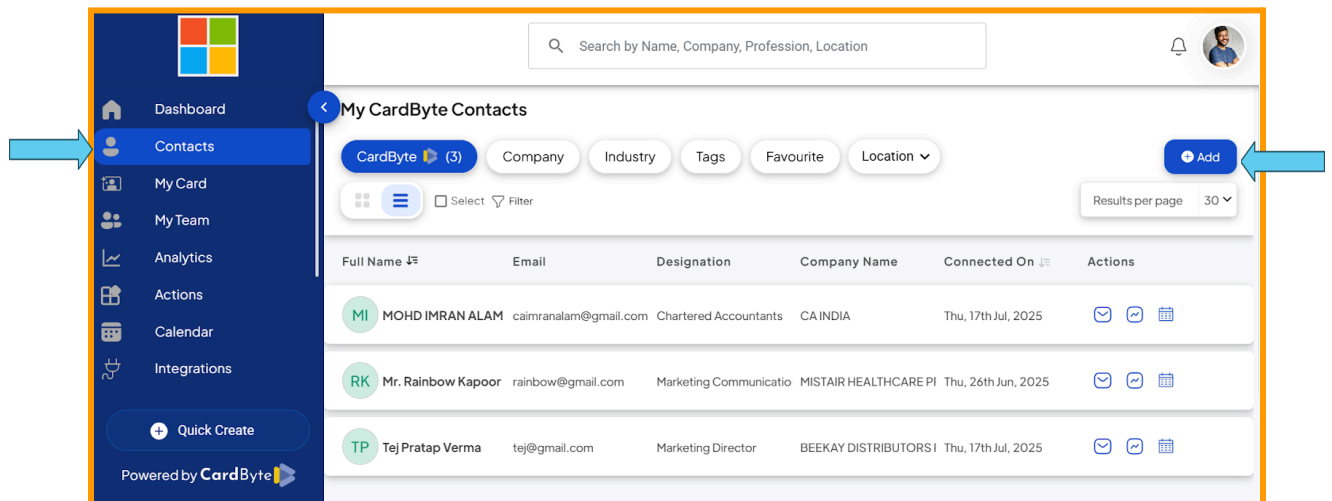 Search by Name, Company, Profession, Location
Dashboard
Contacts
My Card
My Team
Analytics
Actions
Calendar
Integrations
Quick Create
Powered by CardByte
My CardByte Contacts
CardByte (3) Company Industry Tags Favourite Location Add
Select Filter Results per page 30
Full Name Email Designation Company Name Connected On Actions
MI MOHD IMRAN ALAM caimranalam@gmail.com Chartered Accountants CA INDIA Thu, 17th Jul, 2025
RK Mr. Rainbow Kapoor rainbow@gmail.com Marketing Communicatio MISTAIR HEALTHCARE PI Thu, 26th Jun, 2025
TP Tej Pratap Verma tej@gmail.com Marketing Director BEEKAY DISTRIBUTORS I Thu, 17th Jul, 2025